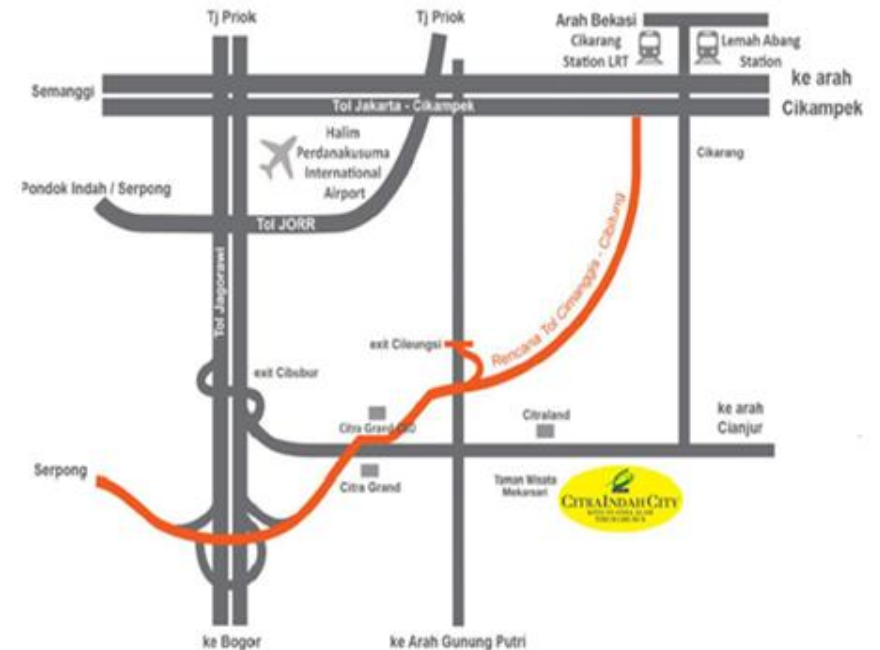 Tj Priok
Tj Priok
Arah Bekasi
Cikarang
Station LRT
Lemah Abang
Station
Semanggi
ke arah
Cikampek
Tol Jakarta - Cikampek
Halim
Perdanakusuma
International
Airport
Cikarang
Pondok Indah / Serpong
Tol JORR
Tol Jagorawi
Rencana Tol Cimanggis - Cibitung
exit Cileungsi
exit Cibubur
Citra Grand CBD
Citraland
ke arah
Cianjur
Serpong
Citra Grand
Taman Wisata
Mekarsari
CITRAINDAH CITY
ke Bogor
ke Arah Gunung Putri